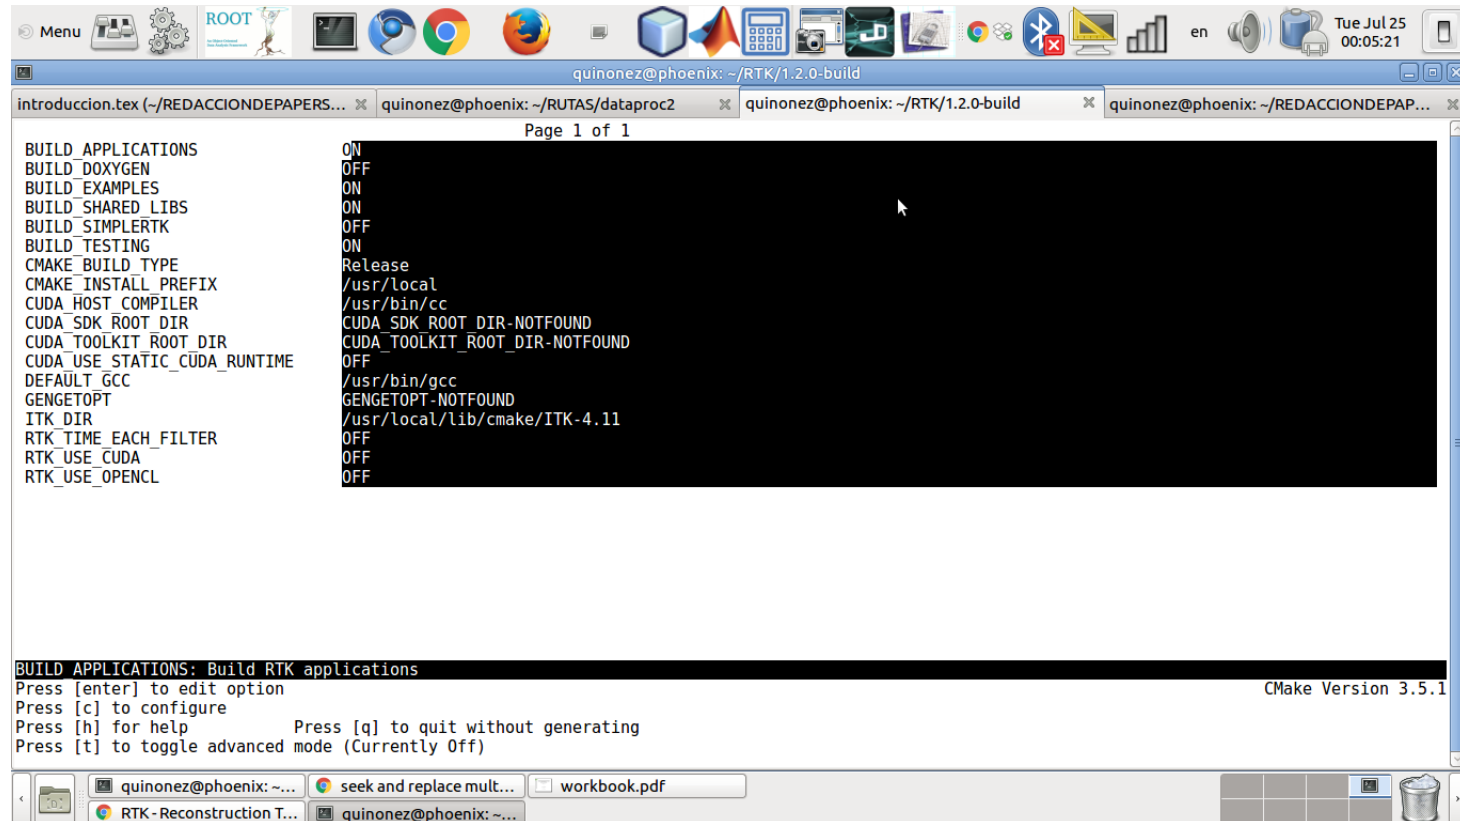 Menu
ROOT
en
Tue Jul 25
00:05:21
quinonez@phoenix: ~/RTK/1.2.0-build
introduccion.tex (~/REDACCIONDEPAPERS...
quinonez@phoenix: ~/RUTAS/dataproc2
quinonez@phoenix: ~/RTK/1.2.0-build
quinonez@phoenix: ~/REDACCIONDEPAP...
Page 1 of 1
BUILD_APPLICATIONS ON
BUILD_DOXYGEN OFF
BUILD_EXAMPLES ON
BUILD_SHARED_LIBS ON
BUILD_SIMPLERTK OFF
BUILD_TESTING ON
CMAKE_BUILD_TYPE Release
CMAKE_INSTALL_PREFIX /usr/local
CUDA_HOST_COMPILER /usr/bin/cc
CUDA_SDK_ROOT_DIR CUDA_SDK_ROOT_DIR-NOTFOUND
CUDA_TOOLKIT_ROOT_DIR CUDA_TOOLKIT_ROOT_DIR-NOTFOUND
CUDA_USE_STATIC_CUDA_RUNTIME OFF
DEFAULT_GCC /usr/bin/gcc
GENGETOPT GENGETOPT-NOTFOUND
ITK_DIR /usr/local/lib/cmake/ITK-4.11
RTK_TIME_EACH_FILTER OFF
RTK_USE_CUDA OFF
RTK_USE_OPENCL OFF
BUILD_APPLICATIONS: Build RTK applications
Press [enter] to edit option CMake Version 3.5.1
Press [c] to configure
Press [h] for help Press [q] to quit without generating
Press [t] to toggle advanced mode (Currently Off)
quinonez@phoenix: ~...
seek and replace mult...
workbook.pdf
RTK - Reconstruction T...
quinonez@phoenix: ~...